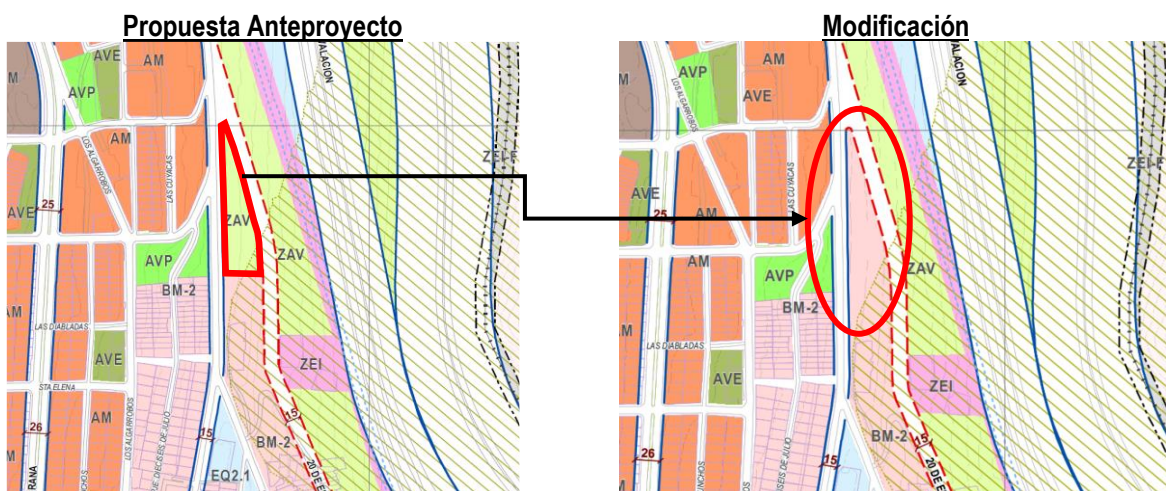 Propuesta Anteproyecto
Modificación
AVE
AM
AVP
M
AM
LOS ALGARROBOS
LAS CUYACAS
AVE
25
ZAV
ZAV
ZEI-F
AVP
BM-2
AM
LAS DIABLADAS
AVE
ZEI
STA ELENA
AM
LOS ALGARROBOS
26
15
15
BM-2
EQ2.1
20 DE E
RANA
AM
AVP
AVE
M
LOS ALGARROBOS
LAS CUYACAS
ALACION
ZEI-F
AVE
25
AM
AM
ZAV
AVP
BM-2
M
LAS DIABLADAS
AVE
ZEI
26
15
15
BM-2
20 DE E